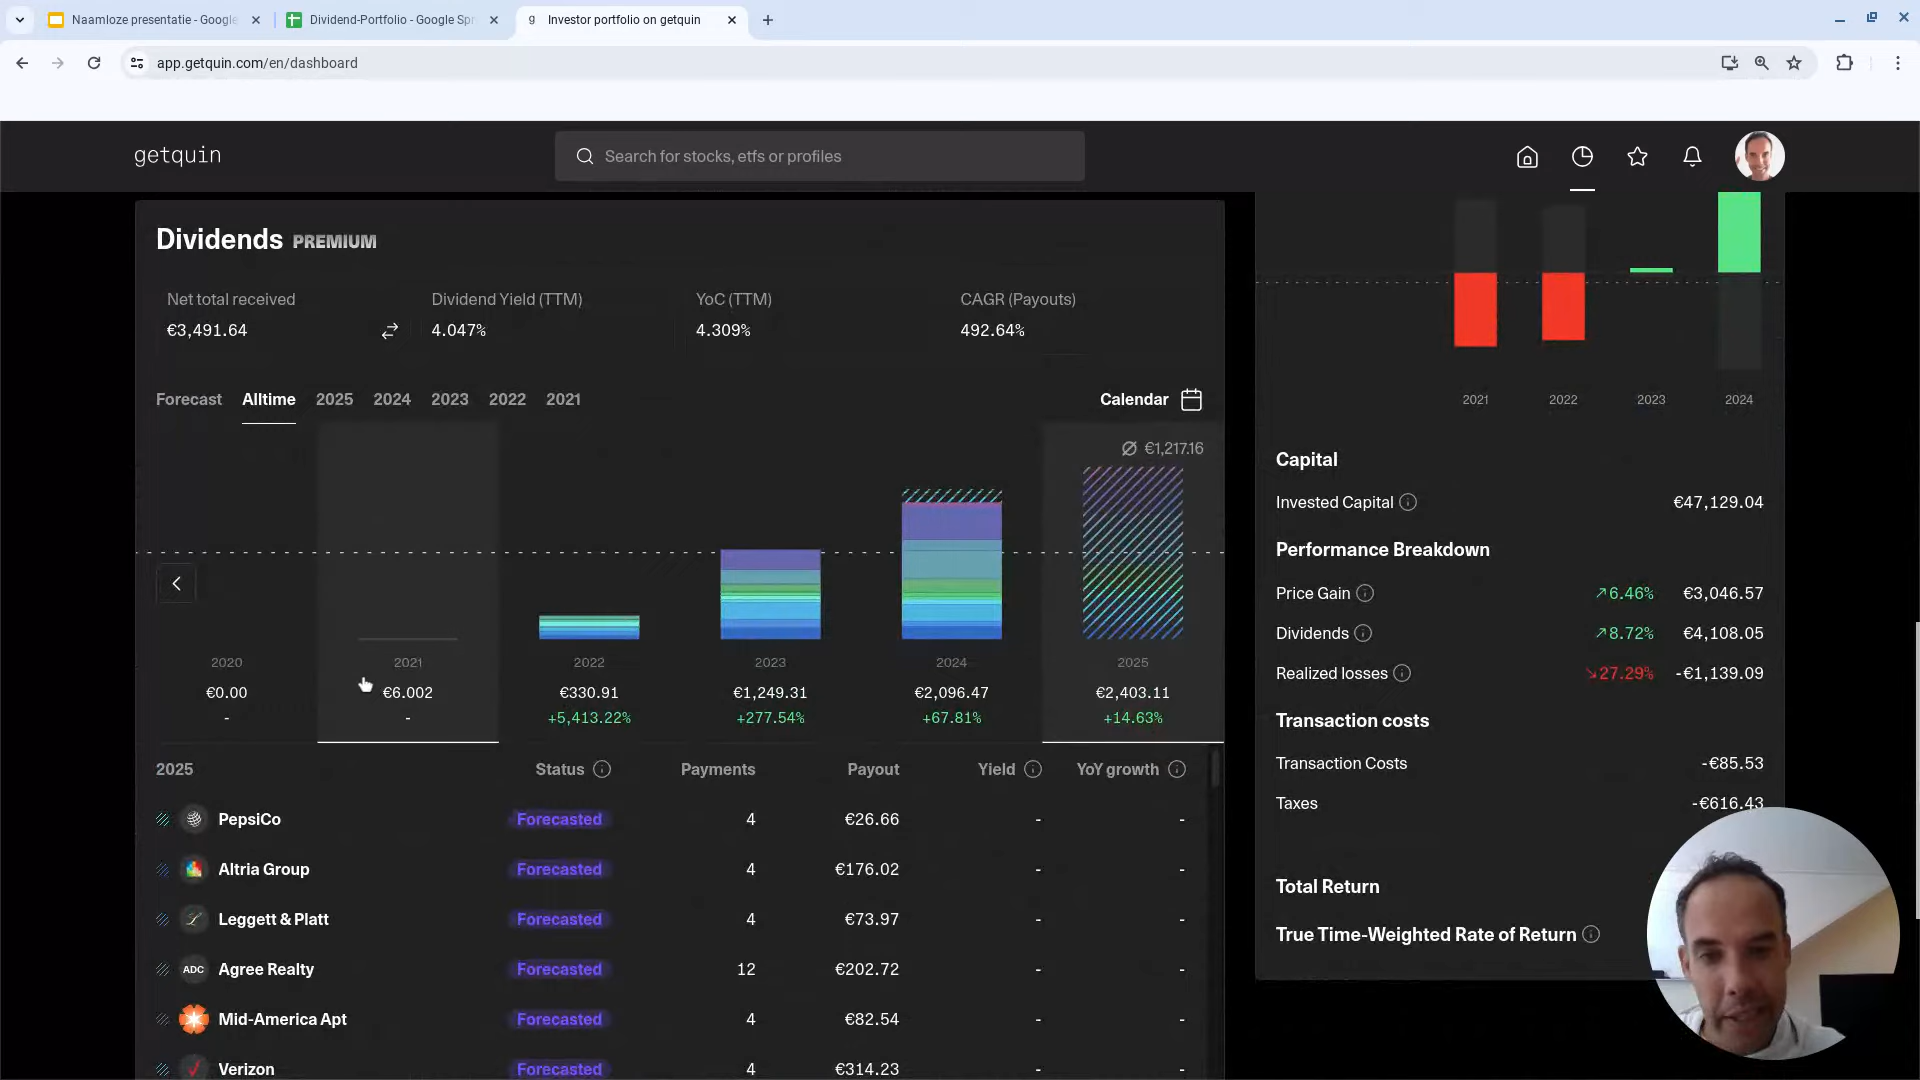 Naamloze presentatie - Google
Dividend-Portfolio - Google Spr
Investor portfolio on getquin
app.getquin.com/en/dashboard
getquin
Search for stocks, etfs or profiles
Dividends PREMIUM
Net total received
€3,491.64
Dividend Yield (TTM)
4.047%
YoC (TTM)
4.309%
CAGR (Payouts)
492.64%
Forecast Alltime 2025 2024 2023 2022 2021
Calendar
Ø €1,217.16
2020 2021 2022 2023 2024 2025
€0.00 €6.002 €330.91 €1,249.31 €2,096.47 €2,403.11
- - +5,413.22% +277.54% +67.81% +14.63%
2025 Status Payments Payout Yield YoY growth
PepsiCo Forecasted 4 €26.66 - -
Altria Group Forecasted 4 €176.02 - -
Leggett & Platt Forecasted 4 €73.97 - -
ADC Agree Realty Forecasted 12 €202.72 - -
Mid-America Apt Forecasted 4 €82.54 - -
Verizon Forecasted 4 €314.23 - -
2021 2022 2023 2024
Capital
Invested Capital €47,129.04
Performance Breakdown
Price Gain 6.46% €3,046.57
Dividends 8.72% €4,108.05
Realized losses 27.29% -€1,139.09
Transaction costs
Transaction Costs -€85.53
Taxes -€616.43
Total Return
True Time-Weighted Rate of Return